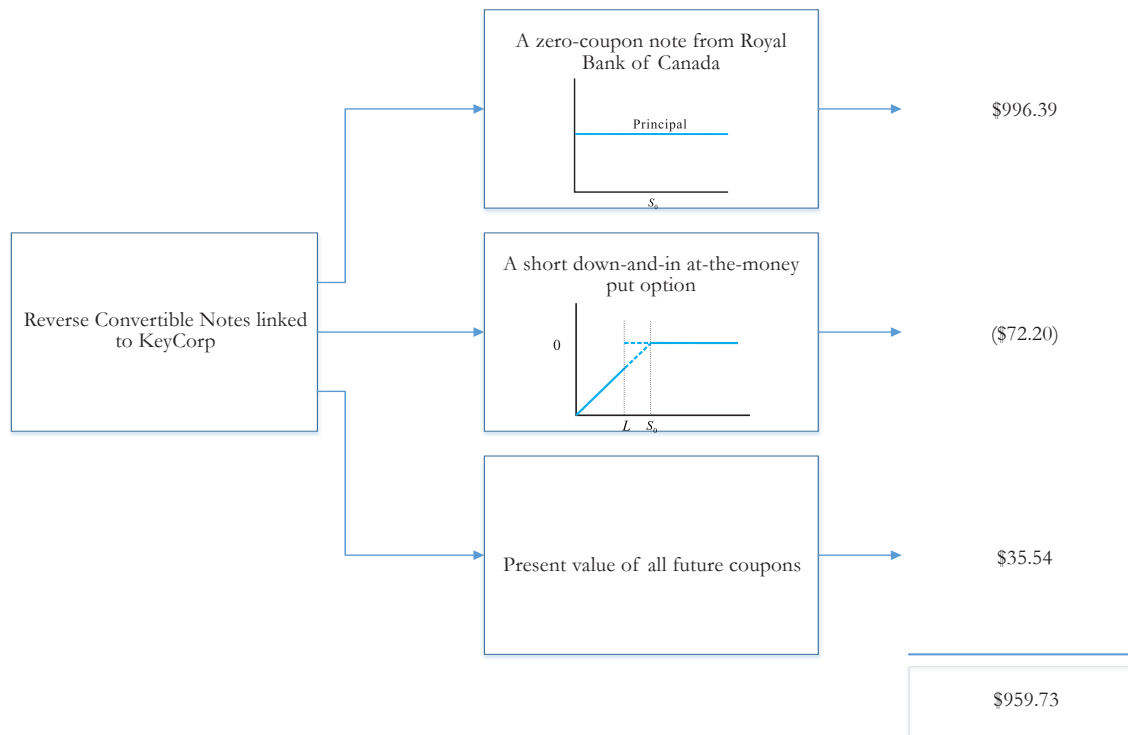 A zero-coupon note from Royal
Bank of Canada
Principal
S₀
$996.39
Reverse Convertible Notes linked
to KeyCorp
A short down-and-in at-the-money
put option
0
L S₀
($72.20)
Present value of all future coupons
$35.54
$959.73